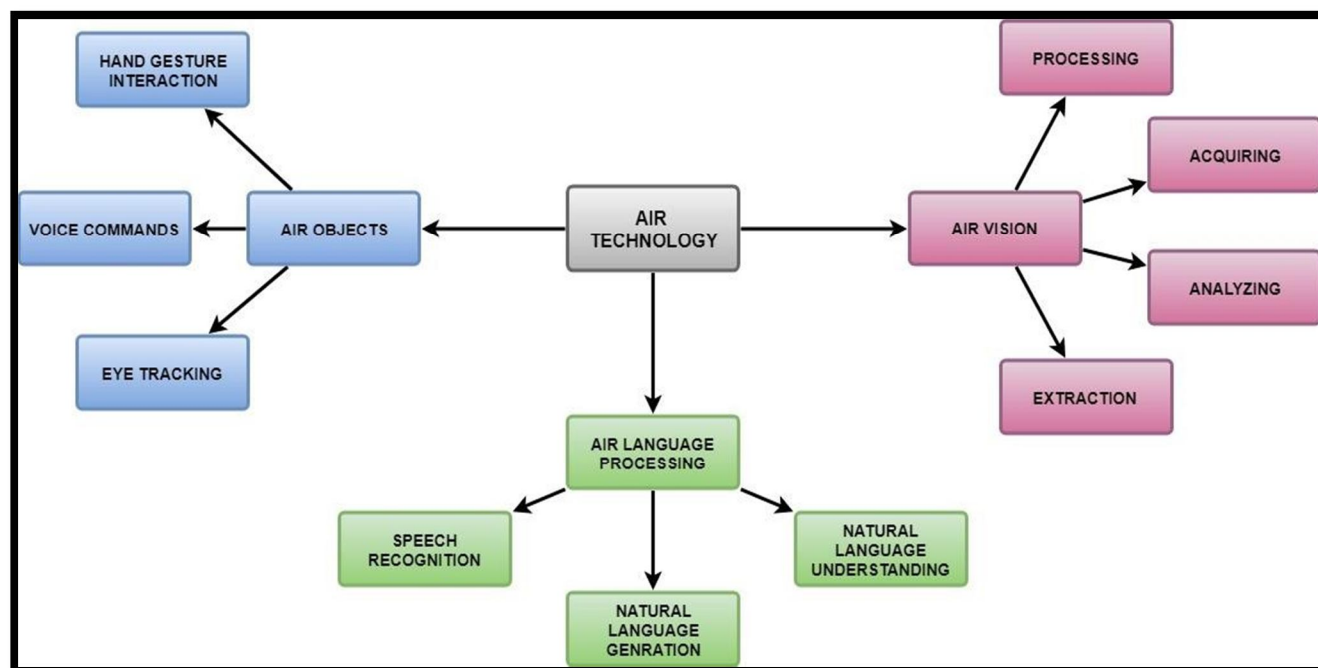 HAND GESTURE
INTERACTION
VOICE COMMANDS
AIR OBJECTS
EYE TRACKING
AIR
TECHNOLOGY
PROCESSING
ACQUIRING
AIR VISION
ANALYZING
EXTRACTION
AIR LANGUAGE
PROCESSING
SPEECH
RECOGNITION
NATURAL
LANGUAGE
GENRATION
NATURAL
LANGUAGE
UNDERSTANDING